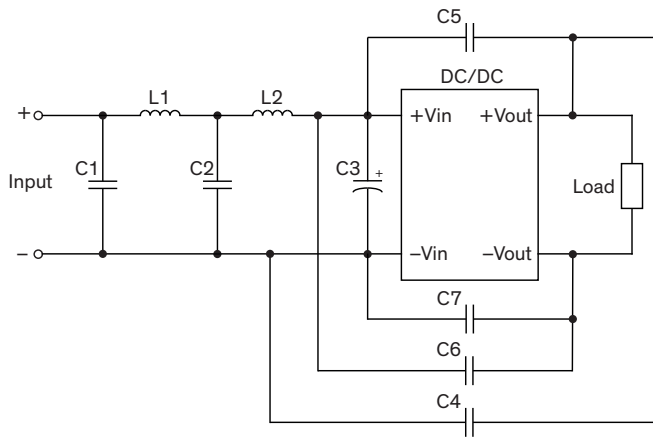 C5
DC/DC
L1
L2
+
+Vin
+Vout
Input
C1
C2
C3
+
Load
–
–Vin
–Vout
C7
C6
C4